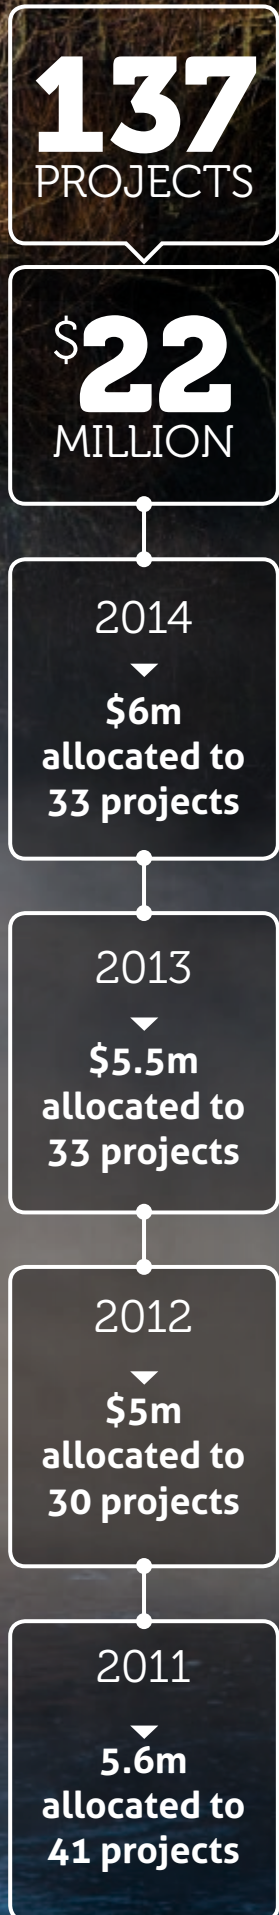 137
PROJECTS
$22
MILLION
2014
$6m
allocated to
33 projects
2013
$5.5m
allocated to
33 projects
2012
$5m
allocated to
30 projects
2011
5.6m
allocated to
41 projects